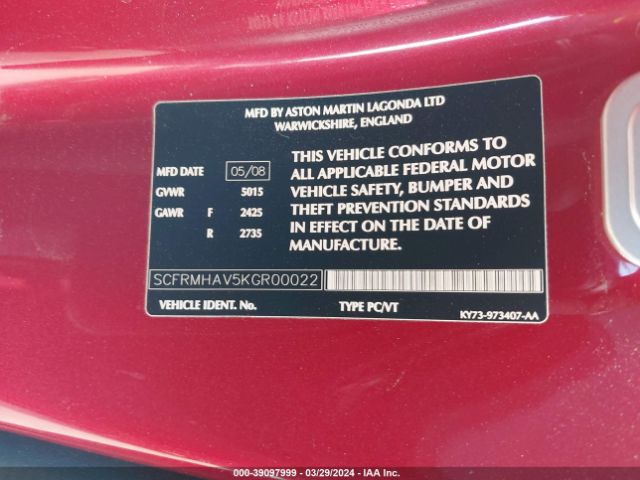 MFD BY ASTON MARTIN LAGONDA LTD
WARWICKSHIRE, ENGLAND
MFD DATE 05/08
GVWR 5015
GAWR F 2425
R 2735
THIS VEHICLE CONFORMS TO
ALL APPLICABLE FEDERAL MOTOR
VEHICLE SAFETY, BUMPER AND
THEFT PREVENTION STANDARDS
IN EFFECT ON THE DATE OF
MANUFACTURE.
SCFRMHAV5KGR00022
VEHICLE IDENT. No. TYPE PC/VT
KY73-973407-AA
000-39097999 — 03/29/2024 — IAA Inc.